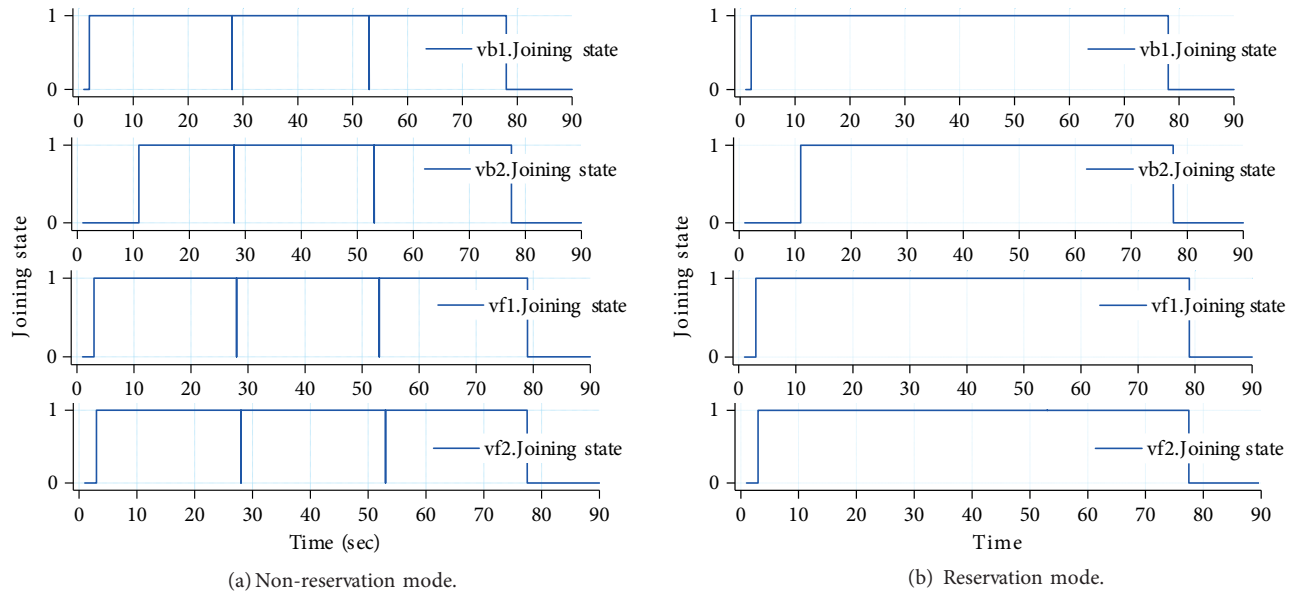 Joining state
1
vb1.Joining state
0
0 10 20 30 40 50 60 70 80 90
1
vb2.Joining state
0
0 10 20 30 40 50 60 70 80 90
1
vf1.Joining state
0
0 10 20 30 40 50 60 70 80 90
1
vf2.Joining state
0
0 10 20 30 40 50 60 70 80 90
Time (sec)
(a) Non-reservation mode.
Joining state
1
vb1.Joining state
0
0 10 20 30 40 50 60 70 80 90
1
vb2.Joining state
0
0 10 20 30 40 50 60 70 80 90
1
vf1.Joining state
0
0 10 20 30 40 50 60 70 80 90
1
vf2.Joining state
0
0 10 20 30 40 50 60 70 80 90
Time
(b) Reservation mode.